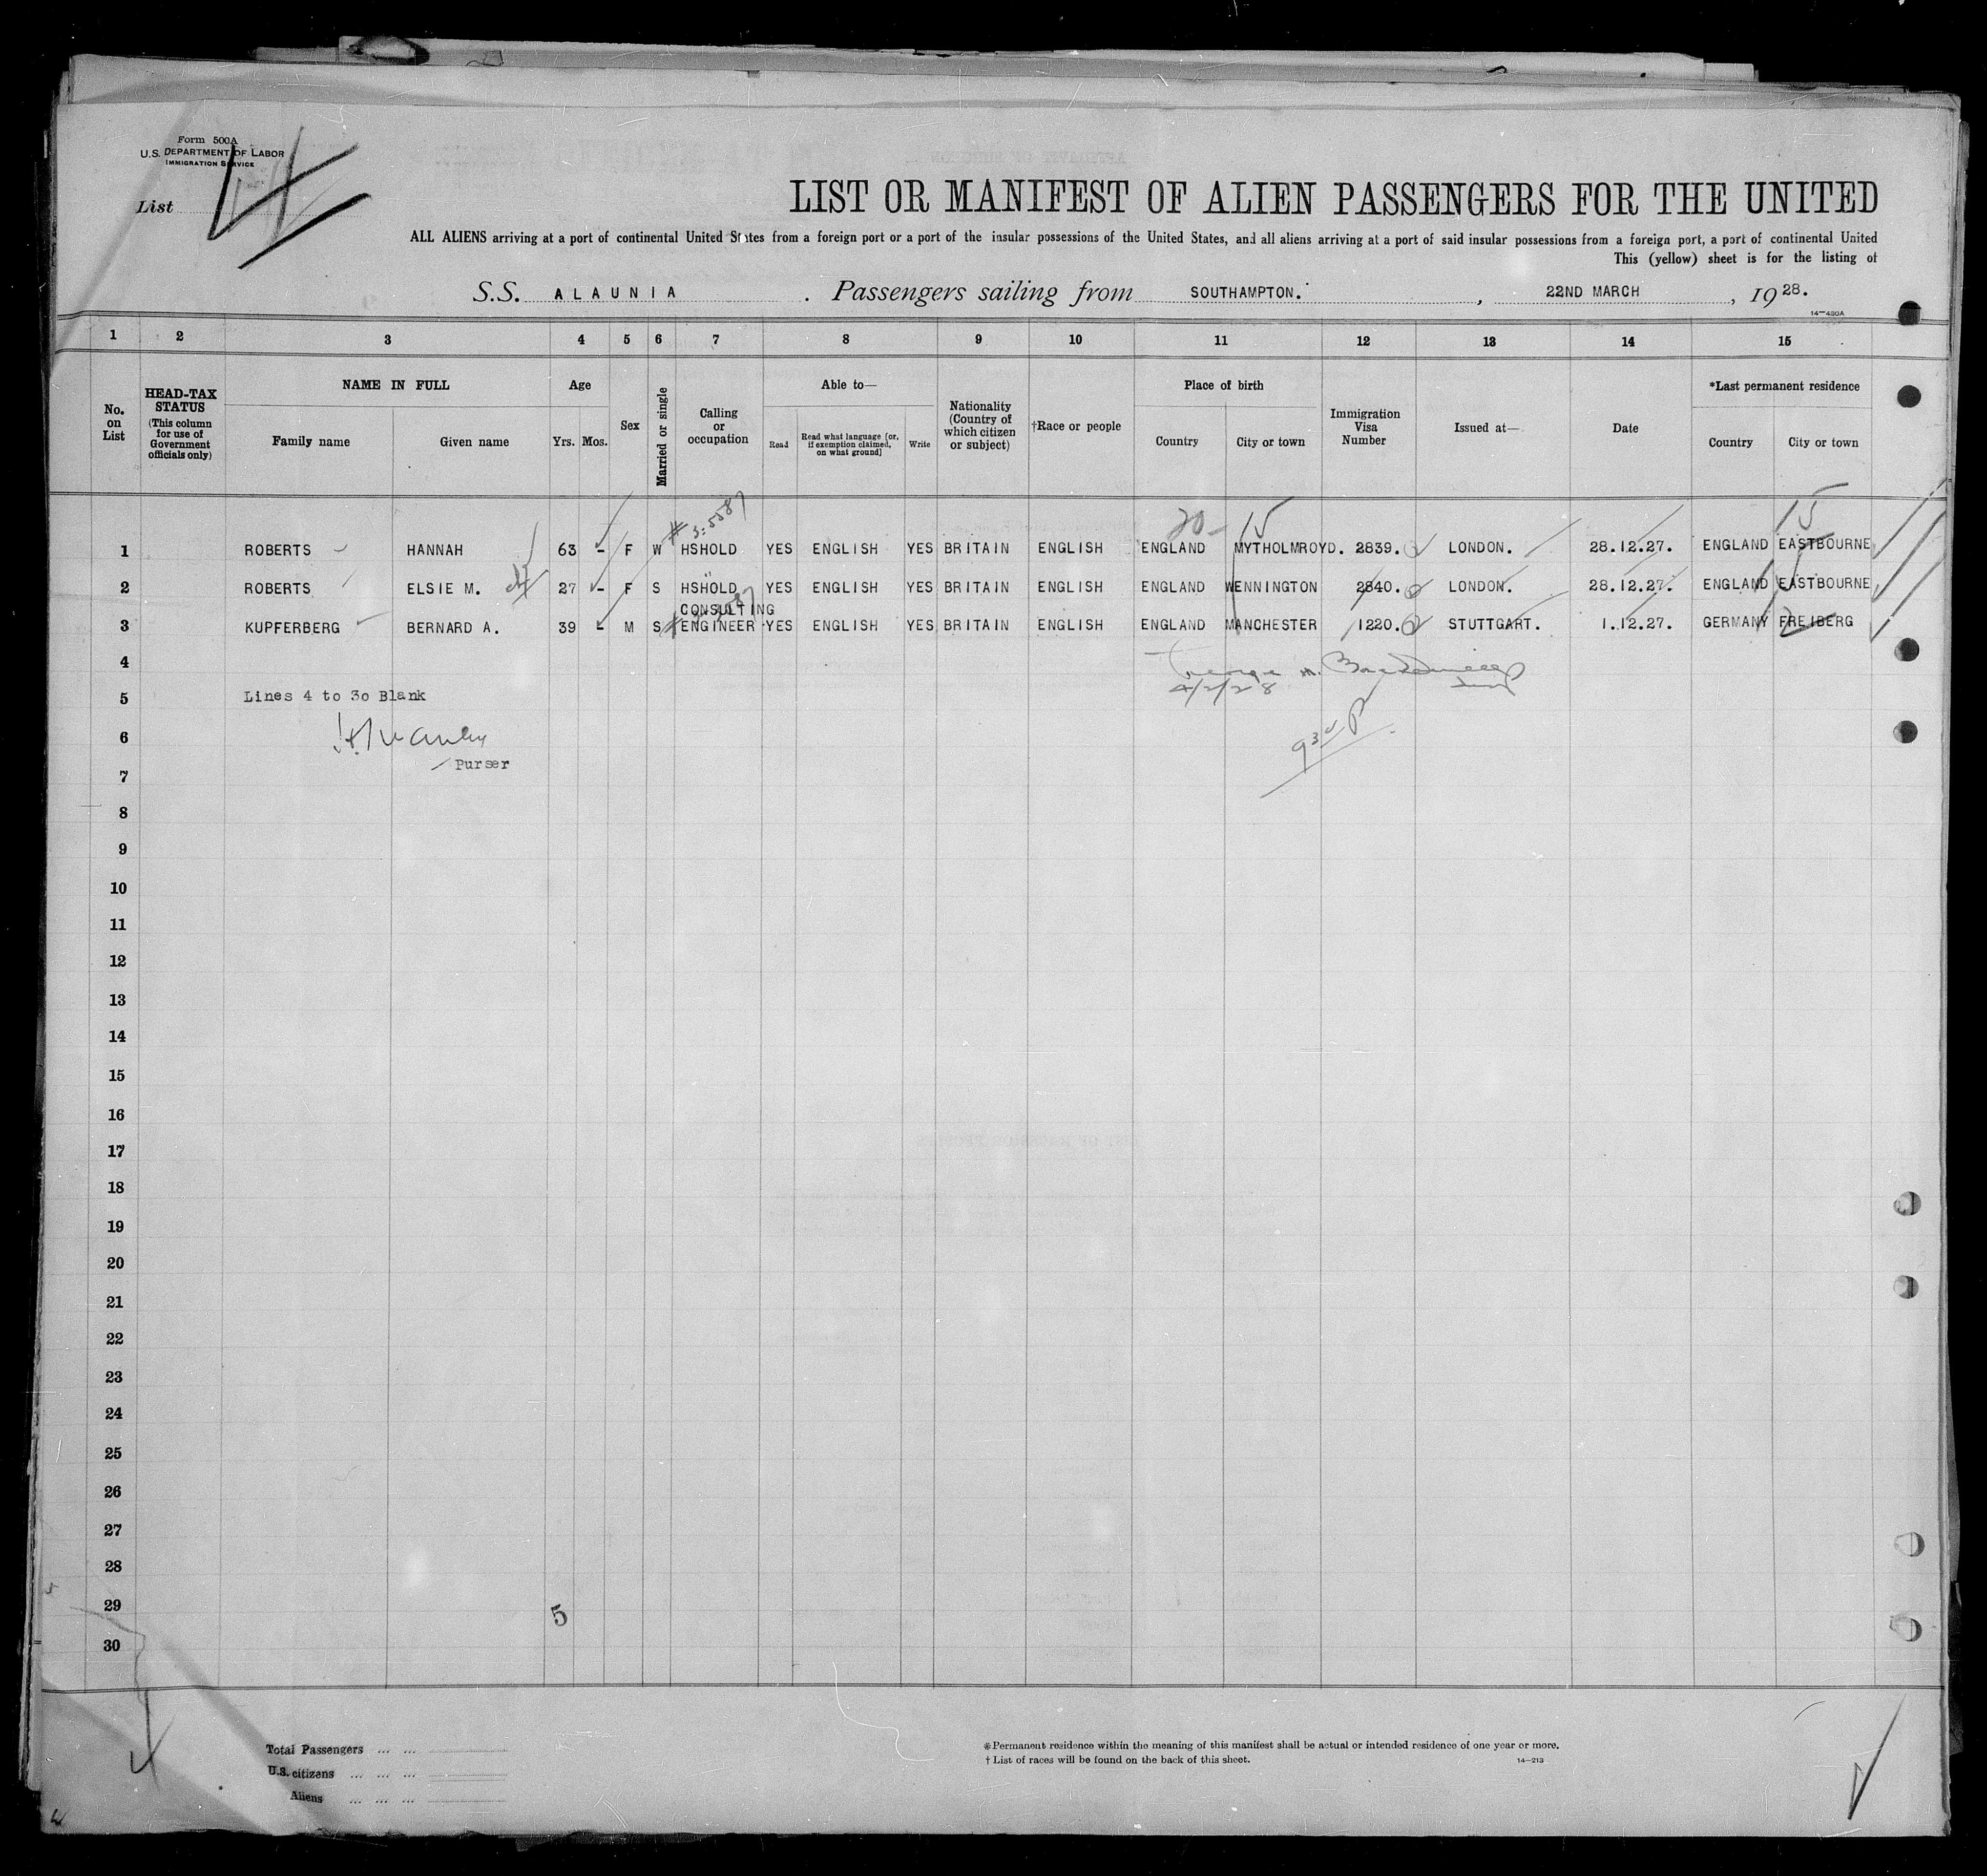 Form 500A
U.S. DEPARTMENT OF LABOR
IMMIGRATION SERVICE
List 4
LIST OR MANIFEST OF ALIEN PASSENGERS FOR THE UNITED
ALL ALIENS arriving at a port of continental United States from a foreign port or a port of the insular possessions of the United States, and all aliens arriving at a port of said insular possessions from a foreign port, a port of continental United
This (yellow) sheet is for the listing of
S.S. ALAUNIA. Passengers sailing from SOUTHAMPTON., 22ND MARCH, 1928.
14-430A
1 2 3 4 5 6 7 8 9 10 11 12 13 14 15
No. on List
HEAD-TAX STATUS
(This column for use of Government officials only)
NAME IN FULL
Family name Given name
Age
Yrs. Mos.
Sex
Married or single
Calling or occupation
Able to—
Read
Read what language [or, if exemption claimed, on what ground]
Write
Nationality (Country of which citizen or subject)
†Race or people
Place of birth
Country City or town
Immigration Visa Number
Issued at—
Date
*Last permanent residence
Country City or town
20- 15 15
1 ROBERTS HANNAH 63 - F W HSHOLD YES ENGLISH YES BRITAIN ENGLISH ENGLAND MYTHOLMROYD. 2839. LONDON. 28.12.27. ENGLAND EASTBOURNE
2 ROBERTS ELSIE M. 27 - F S HSHOLD YES ENGLISH YES BRITAIN ENGLISH ENGLAND WENNINGTON 2840. LONDON. 28.12.27. ENGLAND EASTBOURNE
3 KUPFERBERG BERNARD A. 39 - M S CONSULTING ENGINEER YES ENGLISH YES BRITAIN ENGLISH ENGLAND MANCHESTER 1220. STUTTGART. 1.12.27. GERMANY FREIBERG
4
4/2/28
5 Lines 4 to 30 Blank
6
Purser
7
8
9
10
11
12
13
14
15
16
17
18
19
20
21
22
23
24
25
26
27
28
29
5
30
Total Passengers ... ...
U.S. citizens ... ... ...
Aliens ... ... ...
*Permanent residence within the meaning of this manifest shall be actual or intended residence of one year or more.
†List of races will be found on the back of this sheet.
14-213